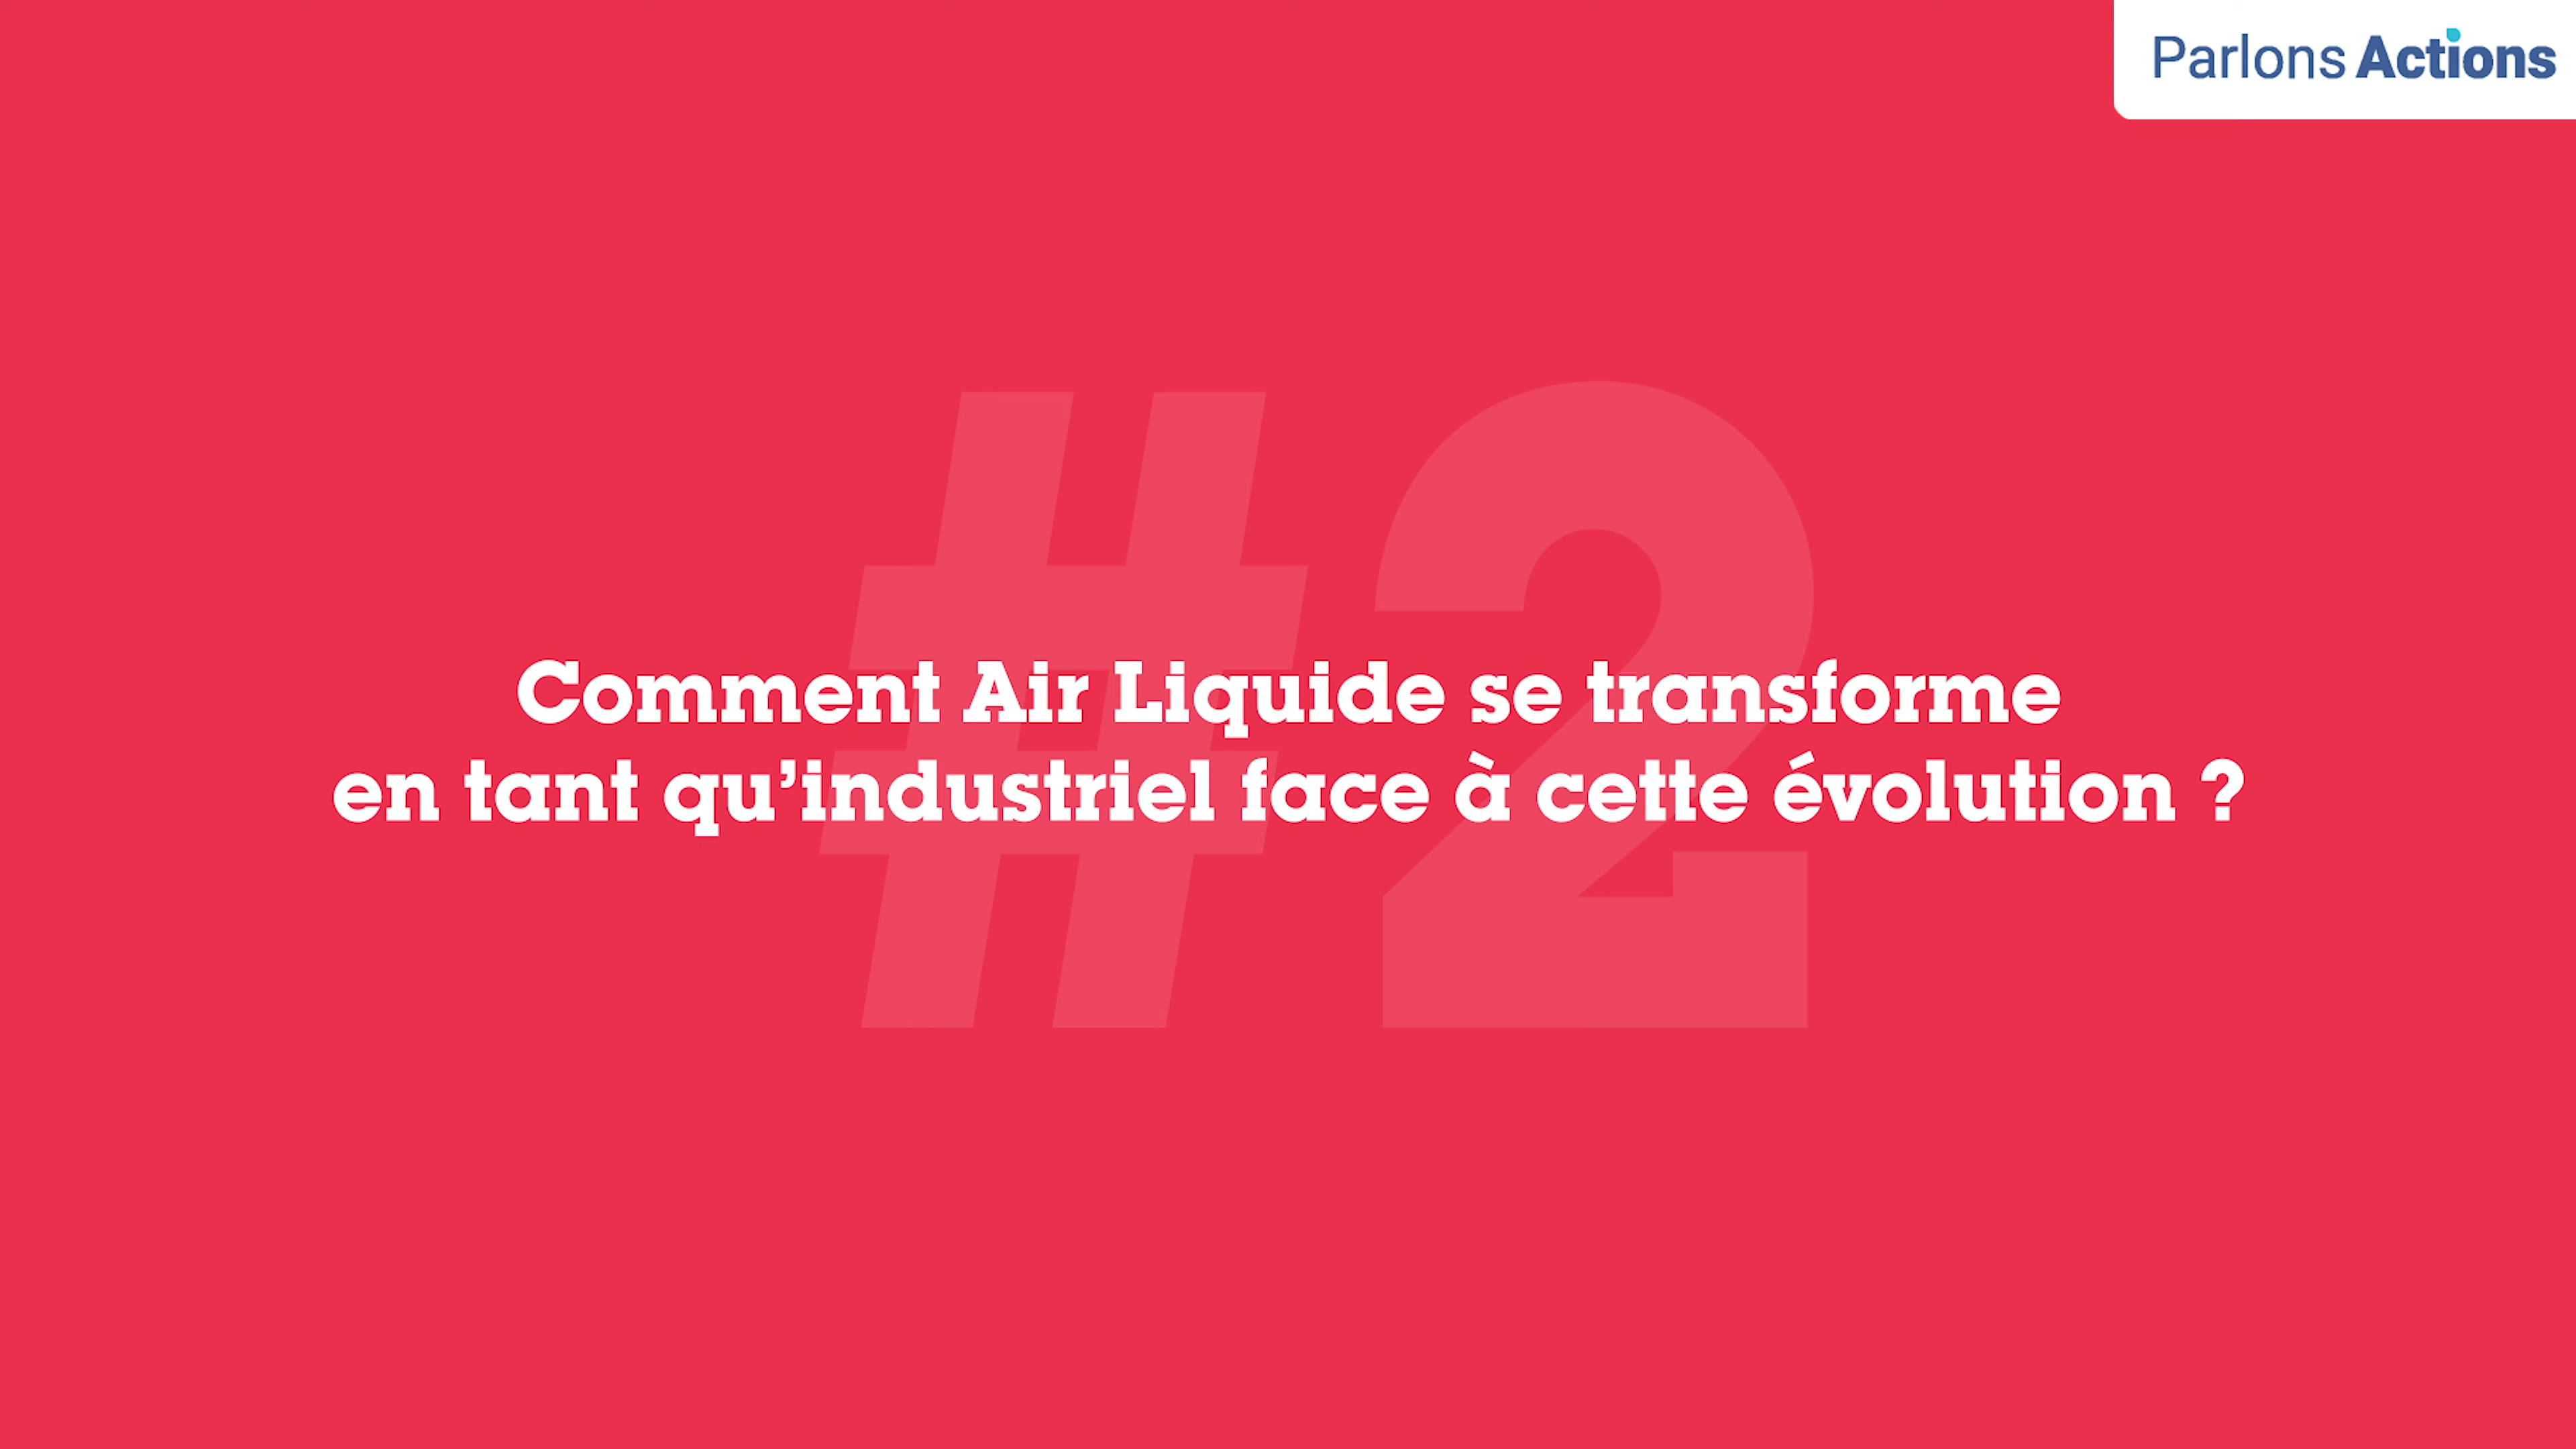 Parlons Actions
#2
Comment Air Liquide se transforme
en tant qu’industriel face à cette évolution ?